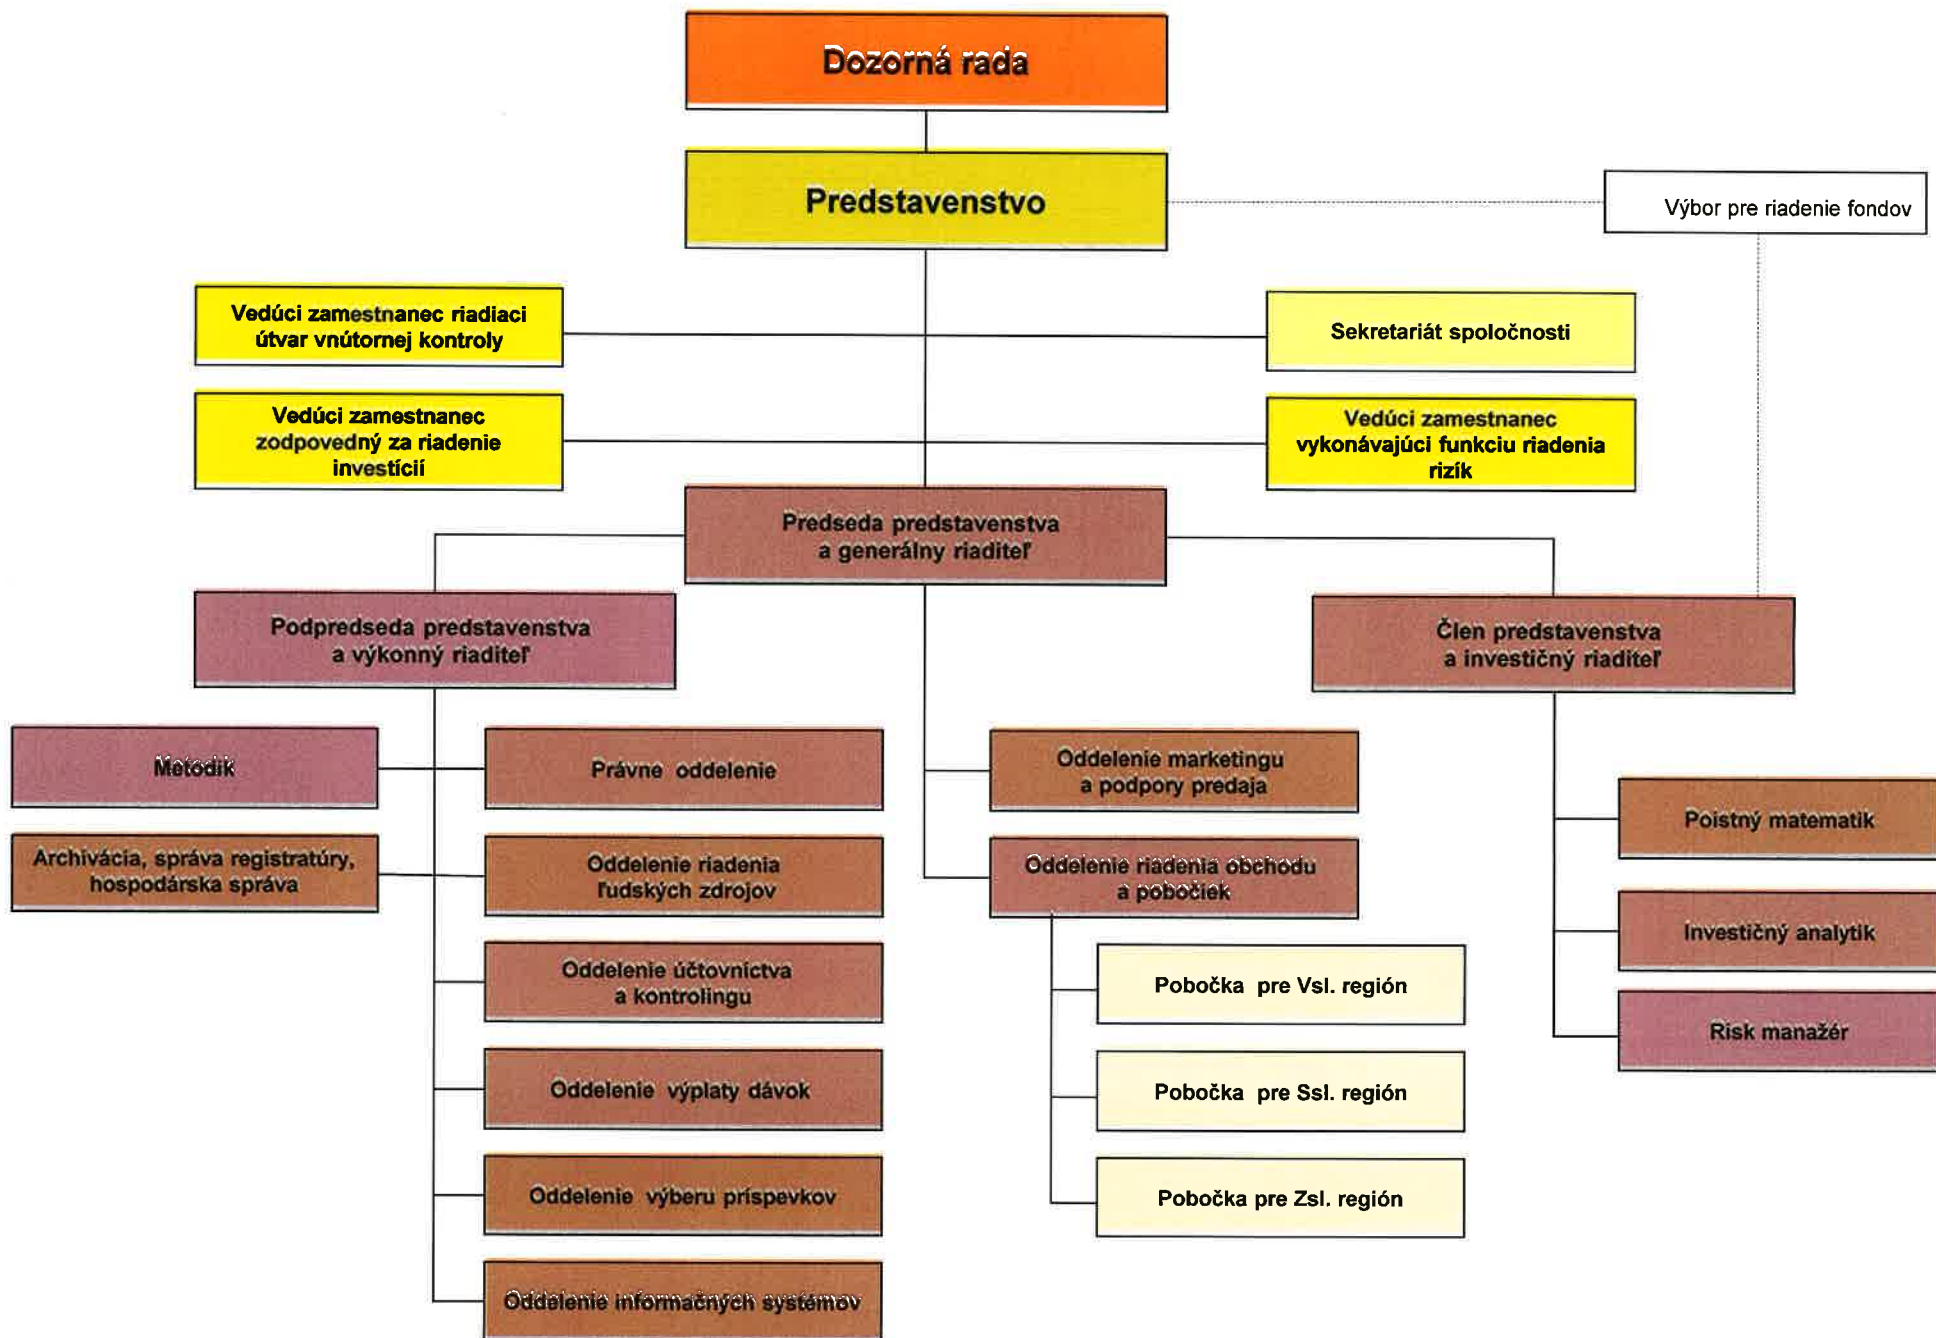 Dozorná rada
Predstavenstvo
Výbor pre riadenie fondov
Vedúci zamestnanec riadiaci
útvar vnútornej kontroly
Sekretariát spoločnosti
Vedúci zamestnanec
zodpovedný za riadenie
investícií
Vedúci zamestnanec
vykonávajúci funkciu riadenia
rizík
Predseda predstavenstva
a generálny riaditeľ
Podpredseda predstavenstva
a výkonný riaditeľ
Člen predstavenstva
a investičný riaditeľ
Metodik
Právne oddelenie
Oddelenie marketingu
a podpory predaja
Poistný matematik
Archivácia, správa registratúry,
hospodárska správa
Oddelenie riadenia
ľudských zdrojov
Oddelenie riadenia obchodu
a pobočiek
Investičný analytik
Oddelenie účtovníctva
a kontrolingu
Pobočka pre Vsl. región
Risk manažér
Oddelenie výplaty dávok
Pobočka pre Ssl. región
Oddelenie výberu príspevkov
Pobočka pre Zsl. región
Oddelenie informačných systémov